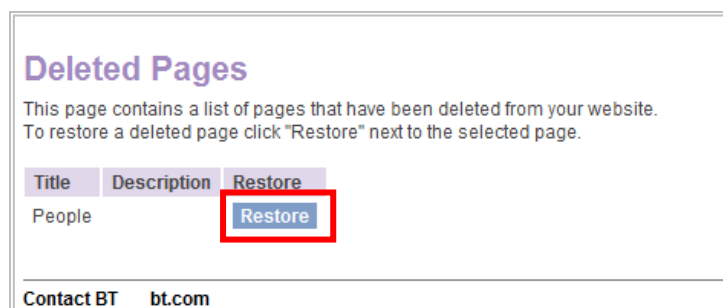 Deleted Pages
This page contains a list of pages that have been deleted from your website.
To restore a deleted page click "Restore" next to the selected page.
Title Description Restore
People Restore
Contact BT bt.com